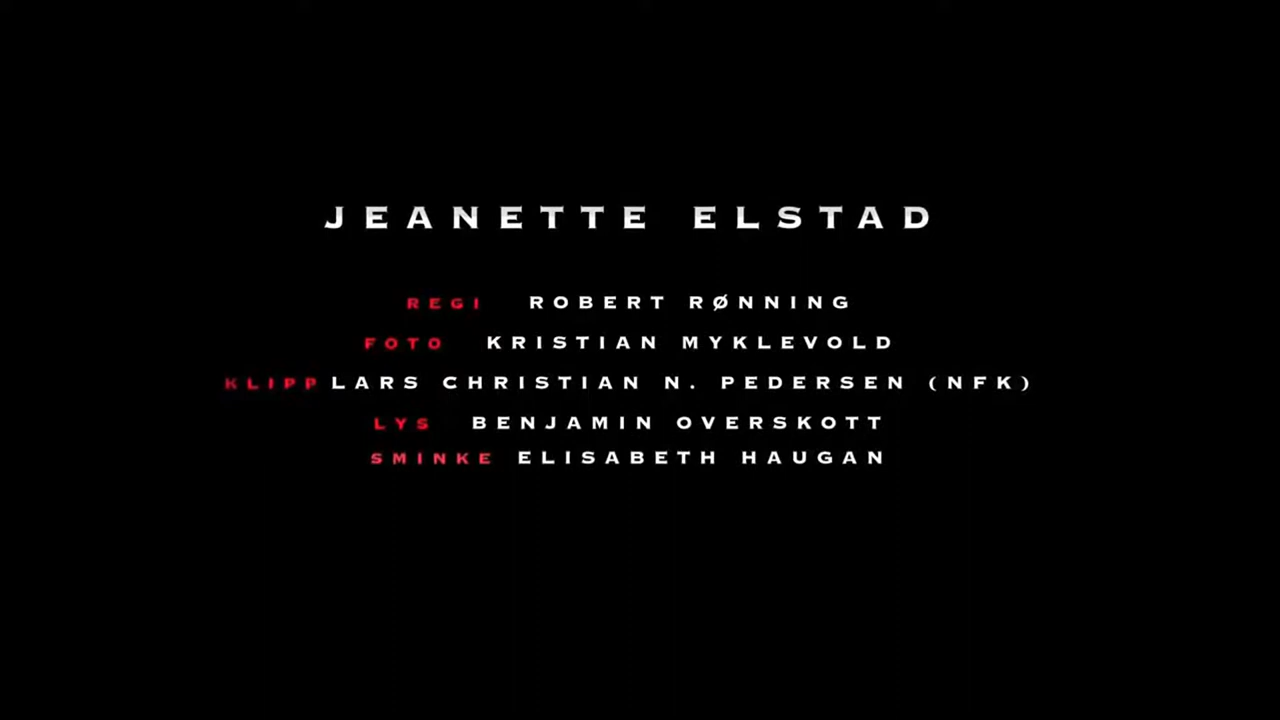 JEANETTE ELSTAD
REGI ROBERT RØNNING
FOTO KRISTIAN MYKLEVOLD
KLIPP LARS CHRISTIAN N. PEDERSEN (NFK)
LYS BENJAMIN OVERSKOTT
SMINKE ELISABETH HAUGAN